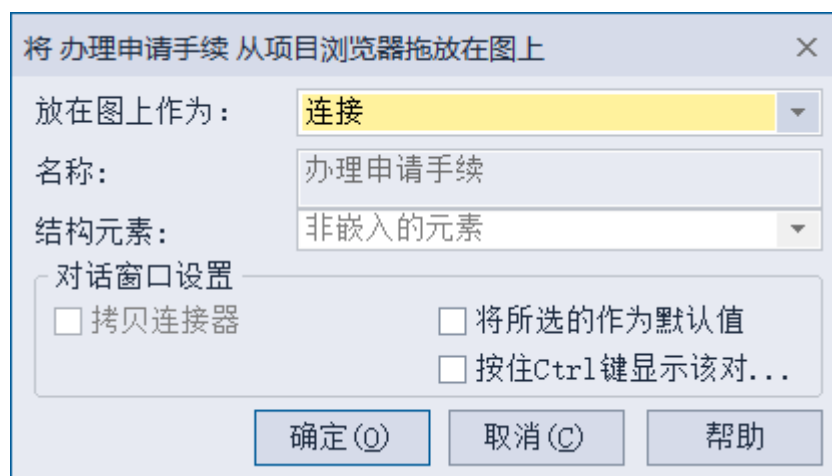 将 办理申请手续 从项目浏览器拖放在图上
放在图上作为: 连接
名称: 办理申请手续
结构元素: 非嵌入的元素
对话窗口设置
拷贝连接器 将所选的作为默认值
按住Ctrl键显示该对...
确定(O) 取消(C) 帮助